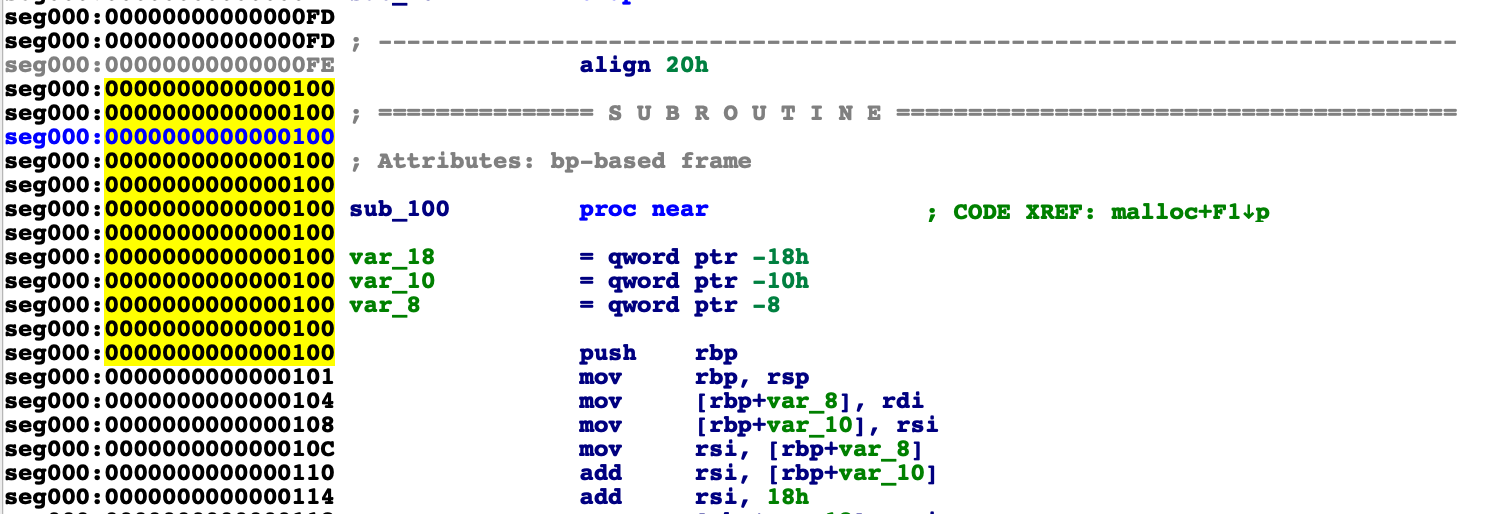 seg000:00000000000000FD
seg000:00000000000000FD ; ---------------------------------------------------------------------------
seg000:00000000000000FE align 20h
seg000:0000000000000100
seg000:0000000000000100 ; =============== S U B R O U T I N E =======================================
seg000:0000000000000100
seg000:0000000000000100 ; Attributes: bp-based frame
seg000:0000000000000100
seg000:0000000000000100 sub_100 proc near ; CODE XREF: malloc+F1↓p
seg000:0000000000000100
seg000:0000000000000100 var_18 = qword ptr -18h
seg000:0000000000000100 var_10 = qword ptr -10h
seg000:0000000000000100 var_8 = qword ptr -8
seg000:0000000000000100
seg000:0000000000000100 push rbp
seg000:0000000000000101 mov rbp, rsp
seg000:0000000000000104 mov [rbp+var_8], rdi
seg000:0000000000000108 mov [rbp+var_10], rsi
seg000:000000000000010C mov rsi, [rbp+var_8]
seg000:0000000000000110 add rsi, [rbp+var_10]
seg000:0000000000000114 add rsi, 18h